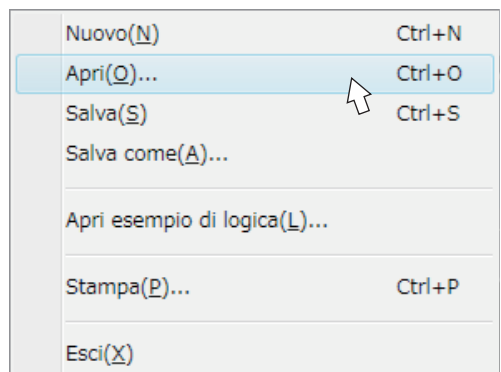 Nuovo(N) Ctrl+N
Apri(O)... Ctrl+O
Salva(S) Ctrl+S
Salva come(A)...
Apri esempio di logica(L)...
Stampa(P)... Ctrl+P
Esci(X)